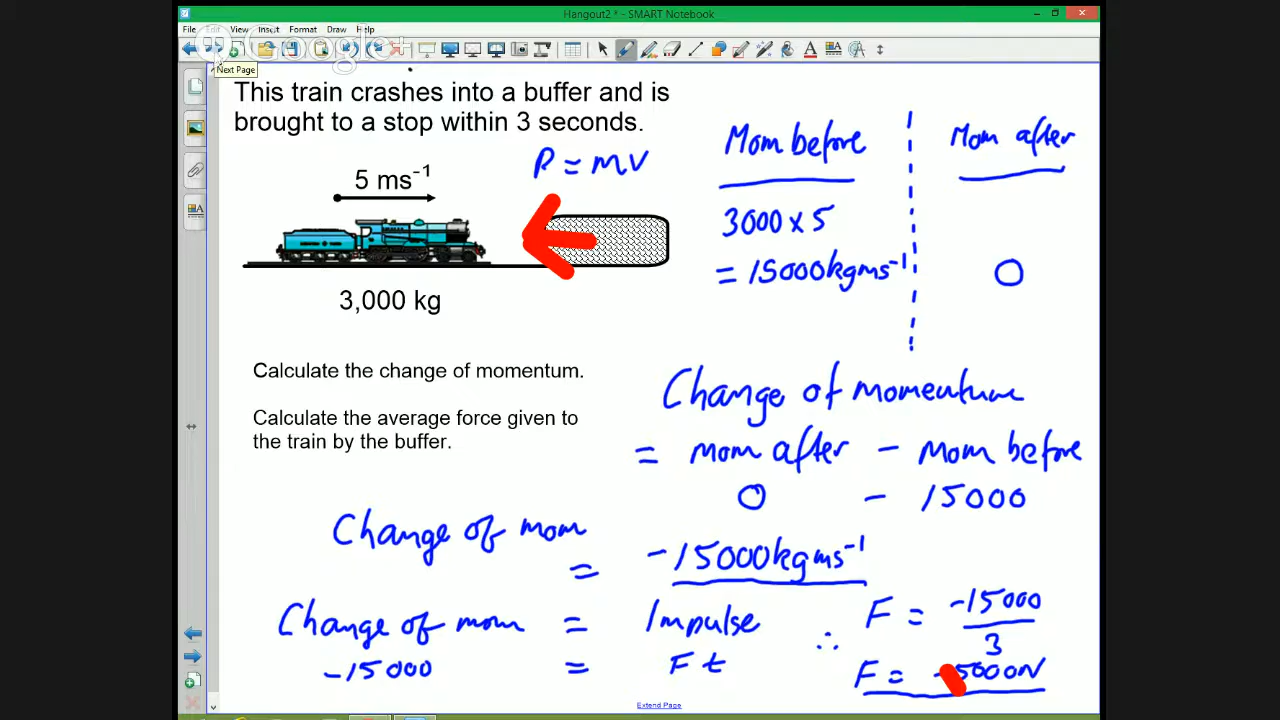 Hangout2 * - SMART Notebook
File Edit View Insert Format Draw Help
Google+
Next Page
This train crashes into a buffer and is
brought to a stop within 3 seconds.
P = mv
5 ms⁻¹
3,000 kg
Mom before
Mom after
3000 x 5
= 15000kgms⁻¹
0
Calculate the change of momentum.
Calculate the average force given to
the train by the buffer.
Change of momentum
= mom after - Mom before
0 - 15000
Change of mom
= -15000kgms⁻¹
Change of mom = Impulse
-15000 = Ft
∴ F = -15000
3
F = -5000N
Extend Page